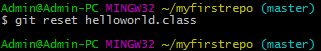 Admin@Admin-PC MINGW32 ~/myfirstrepo (master)
$ git reset helloworld.class
Admin@Admin-PC MINGW32 ~/myfirstrepo (master)